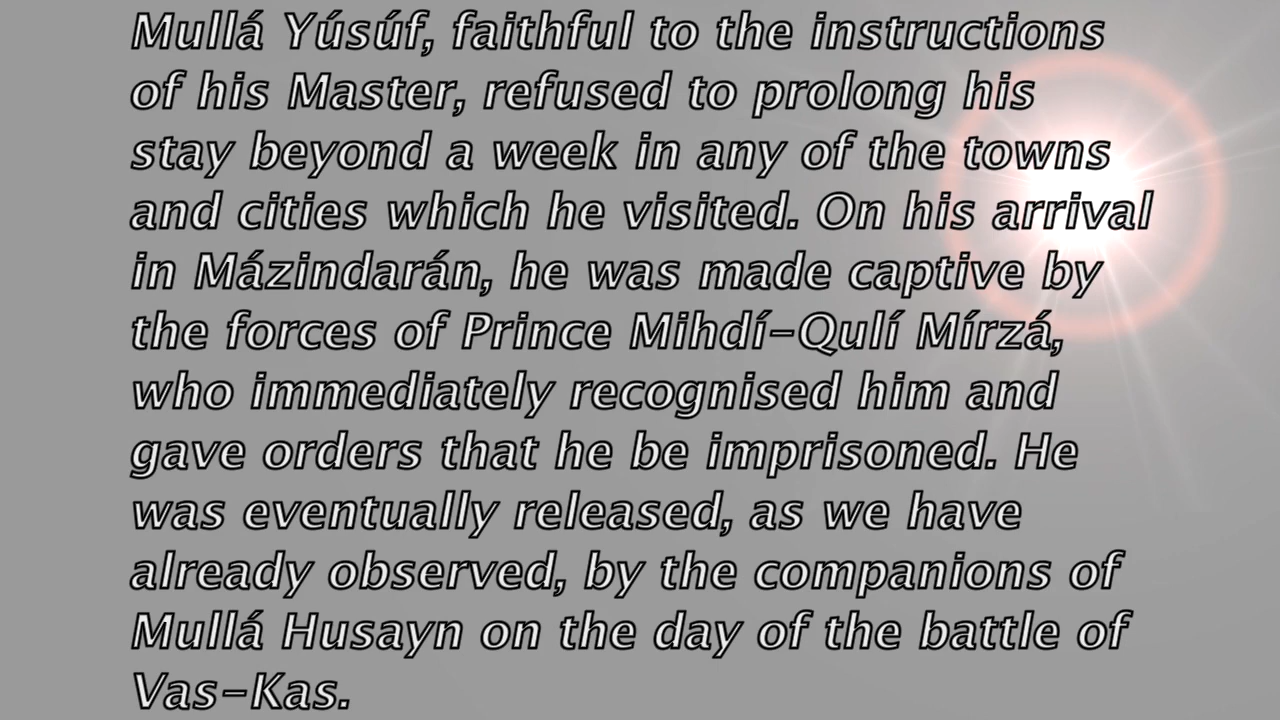 Mullá Yúsúf, faithful to the instructions
of his Master, refused to prolong his
stay beyond a week in any of the towns
and cities which he visited. On his arrival
in Mázindarán, he was made captive by
the forces of Prince Mihdí-Qulí Mírzá,
who immediately recognised him and
gave orders that he be imprisoned. He
was eventually released, as we have
already observed, by the companions of
Mullá Husayn on the day of the battle of
Vas-Kas.